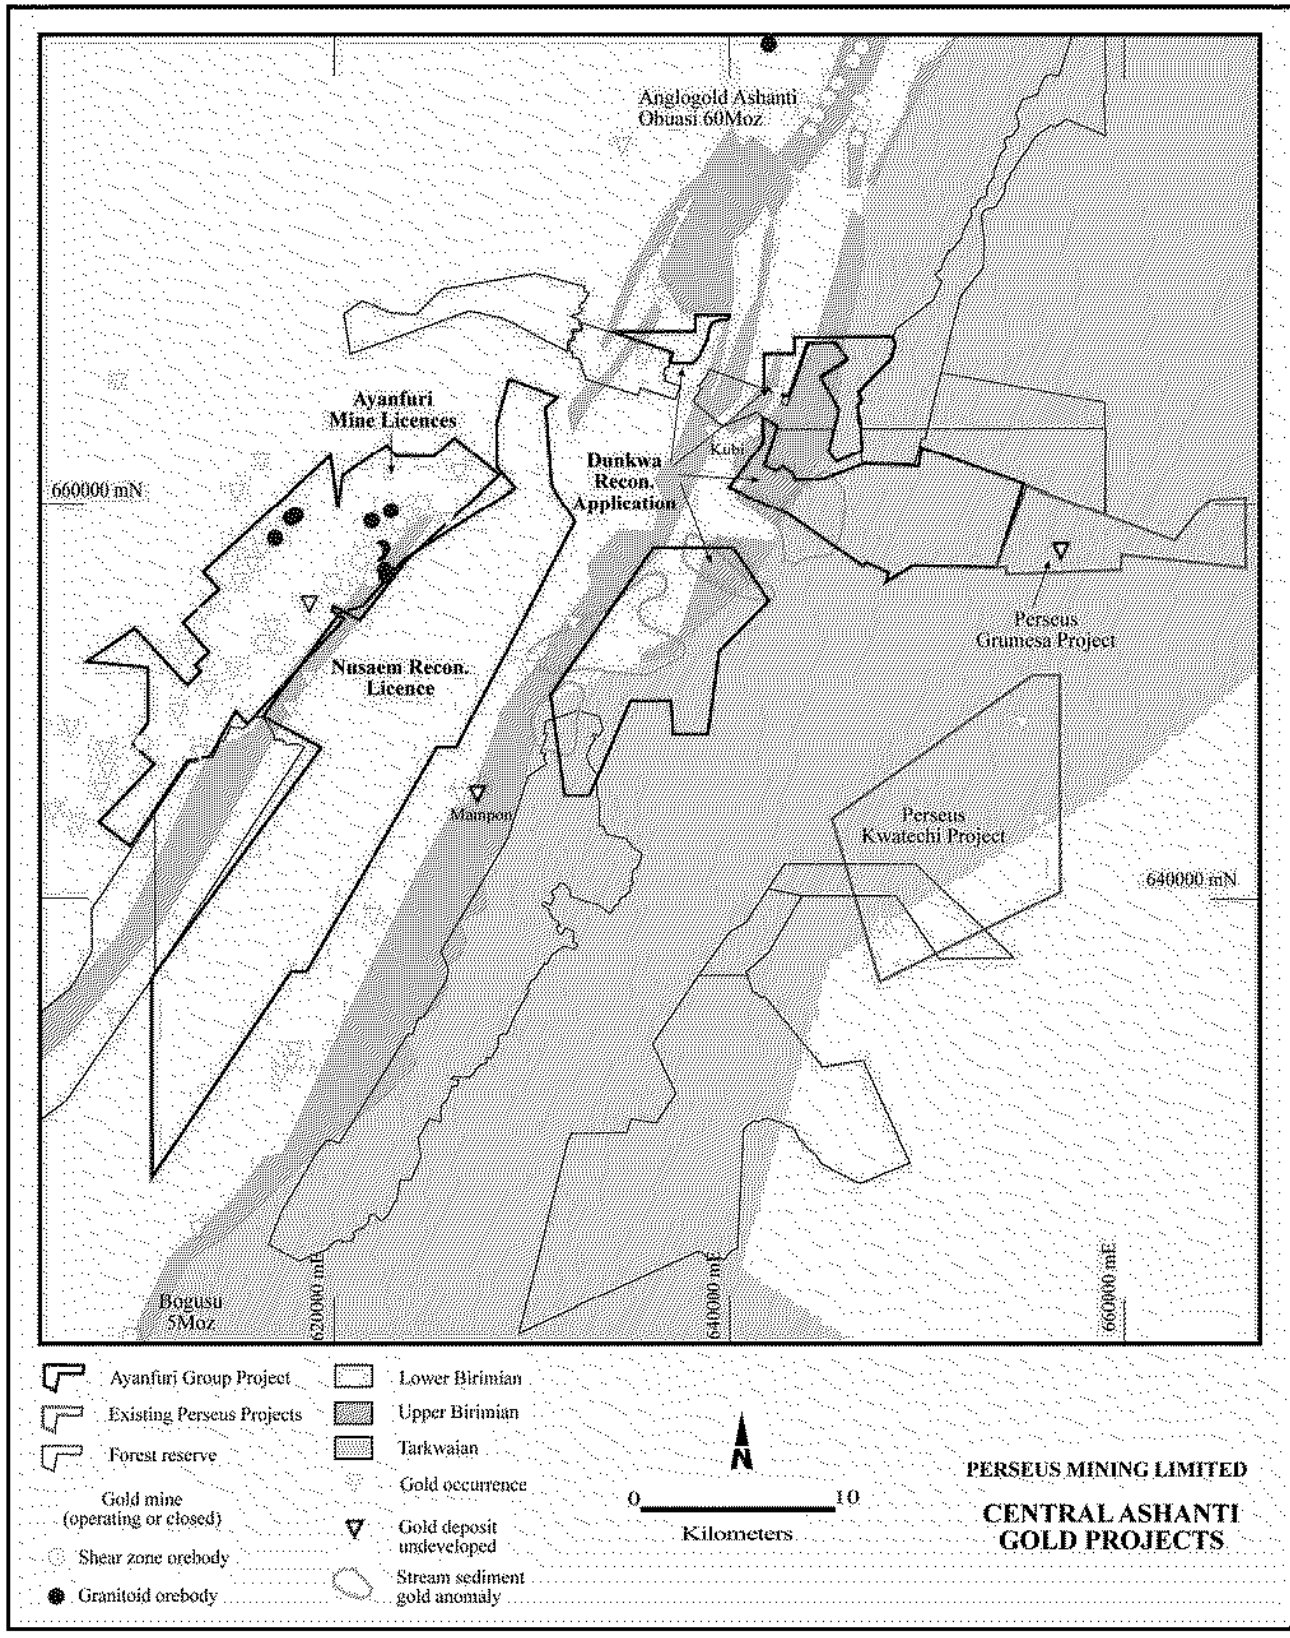 Anglogold Ashanti
Obuasi 60Moz
Ayanfuri
Mine Licences
660000 mN
Dunkwa
Recon.
Application
Kubi
Perseus
Grumesa Project
Nusaem Recon.
Licence
Mampon
Perseus
Kwatechi Project
640000 mN
Bogusu
5Moz
620000 mE
640000 mE
660000 mE
Ayanfuri Group Project
Existing Perseus Projects
Forest reserve
Gold mine
(operating or closed)
Shear zone orebody
Granitoid orebody
Lower Birimian
Upper Birimian
Tarkwaian
Gold occurrence
Gold deposit
undeveloped
Stream sediment
gold anomaly
N
0 10
Kilometers
PERSEUS MINING LIMITED
CENTRAL ASHANTI
GOLD PROJECTS